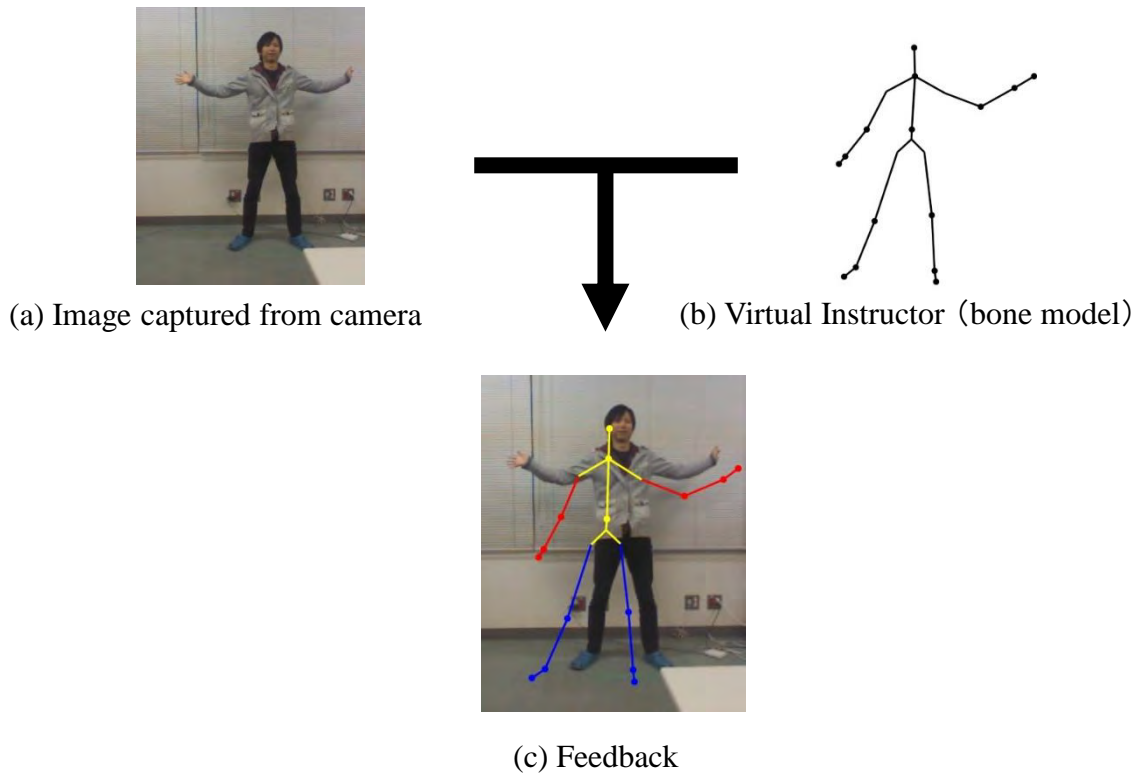 (a) Image captured from camera
(b) Virtual Instructor（bone model）
(c) Feedback